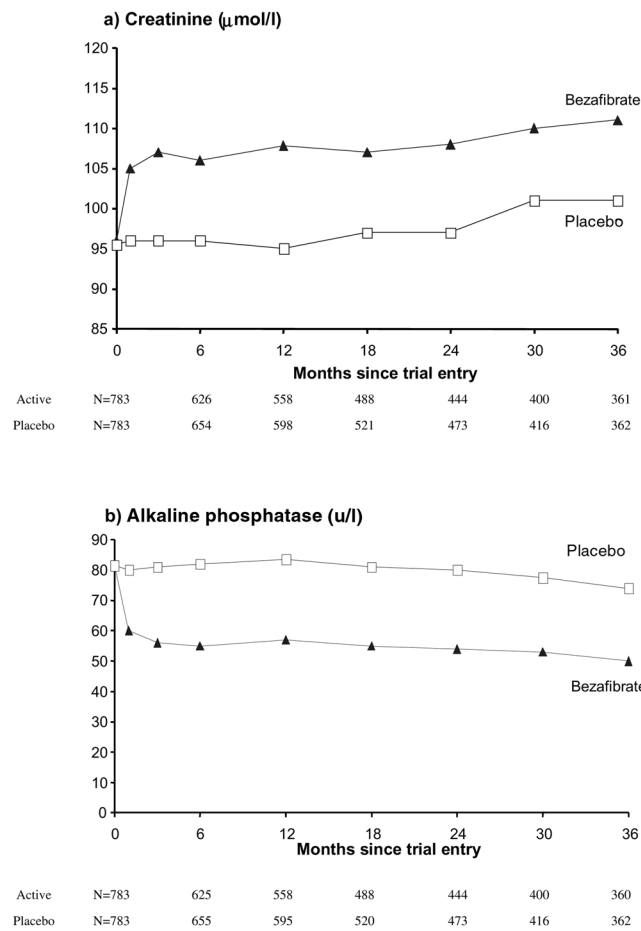 a) Creatinine (μmol/l)
120
115
110
105
100
95
90
85
Bezafibrate
Placebo
0 6 12 18 24 30 36
Months since trial entry
Active N=783 626 558 488 444 400 361
Placebo N=783 654 598 521 473 416 362
b) Alkaline phosphatase (u/l)
90
80
70
60
50
40
30
20
10
0
Placebo
Bezafibrate
0 6 12 18 24 30 36
Months since trial entry
Active N=783 625 558 488 444 400 360
Placebo N=783 655 595 520 473 416 362